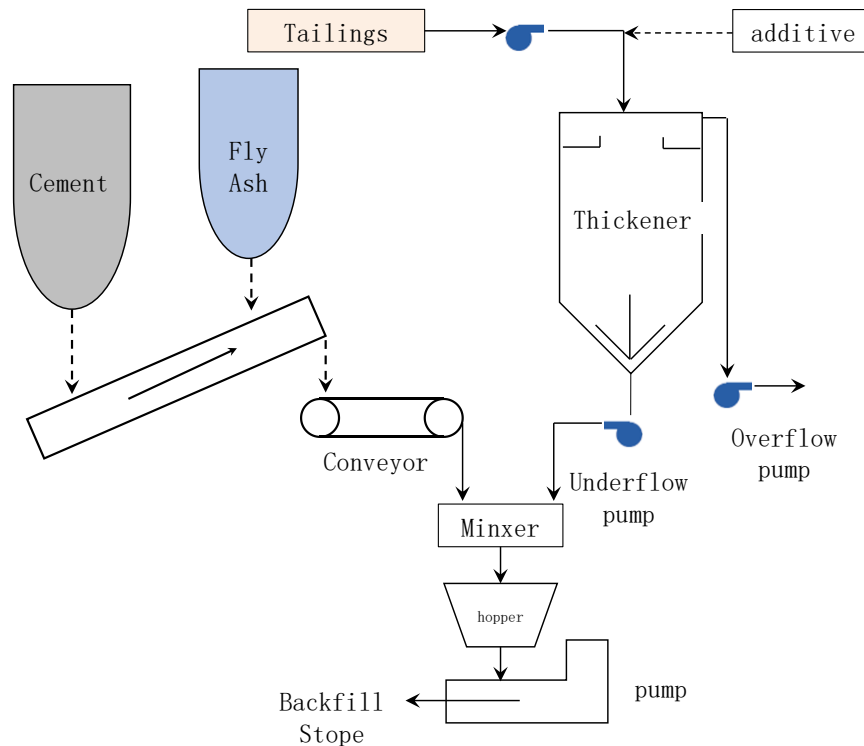 Tailings
additive
Fly
Ash
Cement
Thickener
Conveyor
Overflow
pump
Underflow
pump
Minxer
hopper
pump
Backfill
Stope